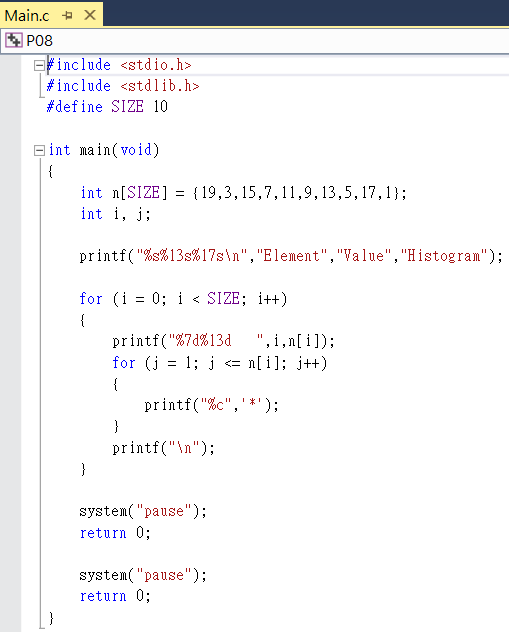 Main.c
P08
#include <stdio.h>
#include <stdlib.h>
#define SIZE 10

int main(void)
{
    int n[SIZE] = {19,3,15,7,11,9,13,5,17,1};
    int i, j;

    printf("%s%13s%17s\n","Element","Value","Histogram");

    for (i = 0; i < SIZE; i++)
    {
        printf("%7d%13d   ",i,n[i]);
        for (j = 1; j <= n[i]; j++)
        {
            printf("%c",'*');
        }
        printf("\n");
    }

    system("pause");
    return 0;

    system("pause");
    return 0;
}